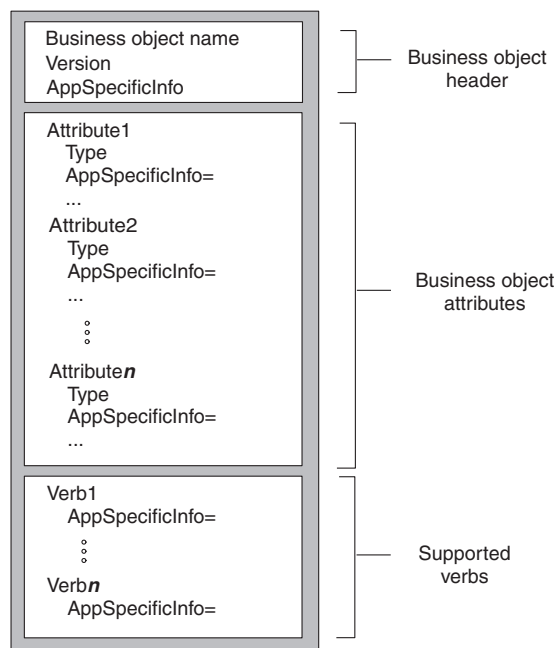 Business object name
Version
AppSpecificInfo
Business object
header
Attribute1
Type
AppSpecificInfo=
...
Attribute2
Type
AppSpecificInfo=
...
Attributen
Type
AppSpecificInfo=
...
Business object
attributes
Verb1
AppSpecificInfo=
Verbn
AppSpecificInfo=
Supported
verbs